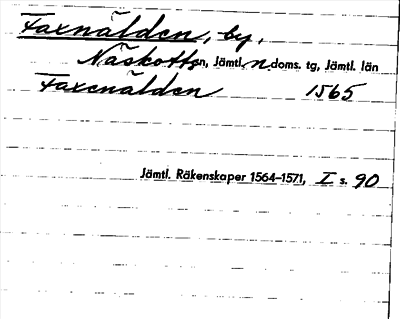 Faxnälden, by,
Näskotts sn, Jämtl. n. doms. tg, Jämtl. län
Faxenälden 1565
Jämtl. Räkenskaper 1564–1571, I s. 90